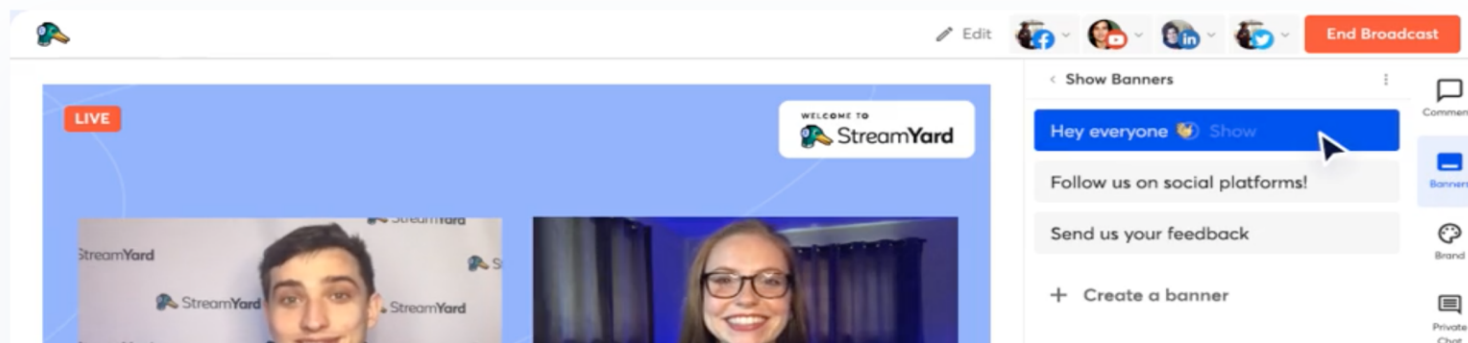 Edit
End Broadcast
LIVE
WELCOME TO
StreamYard
StreamYard
StreamYard
StreamYard
StreamYard
Show Banners
Hey everyone 👋 Show
Follow us on social platforms!
Send us your feedback
Create a banner
Banners
Brand
Private
Chat